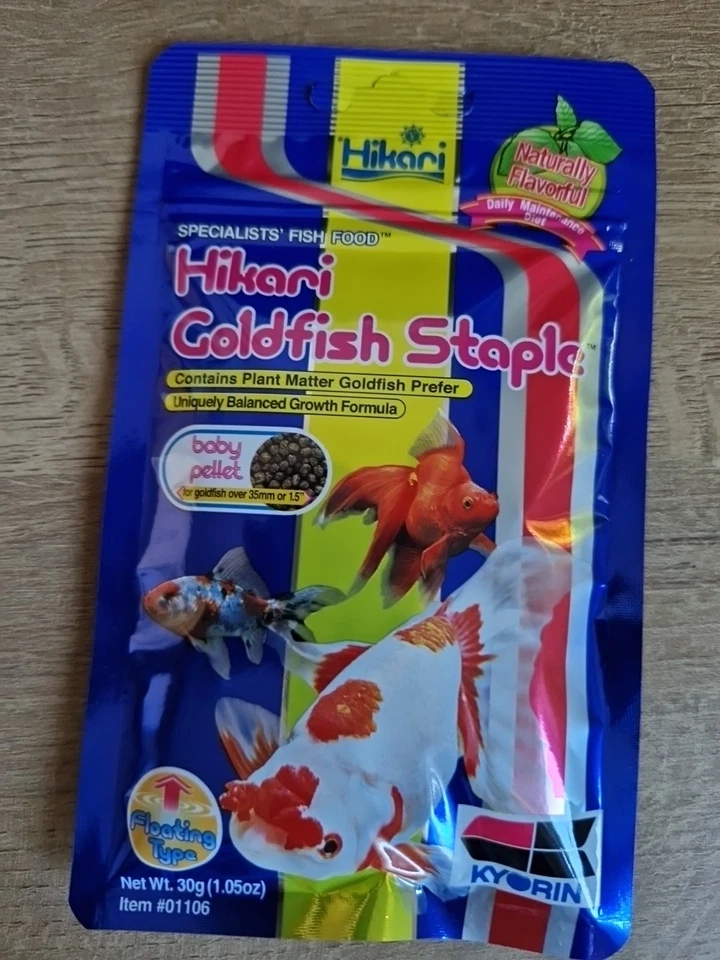 Hikari
Naturally
Flavorful
Daily Maintenance
Diet
SPECIALISTS' FISH FOOD™
Hikari
Goldfish Staple™
Contains Plant Matter Goldfish Prefer
Uniquely Balanced Growth Formula
baby
pellet
for goldfish over 35mm or 1.5"
Floating
Type
KYORIN
Net Wt. 30g (1.05oz)
Item #01106